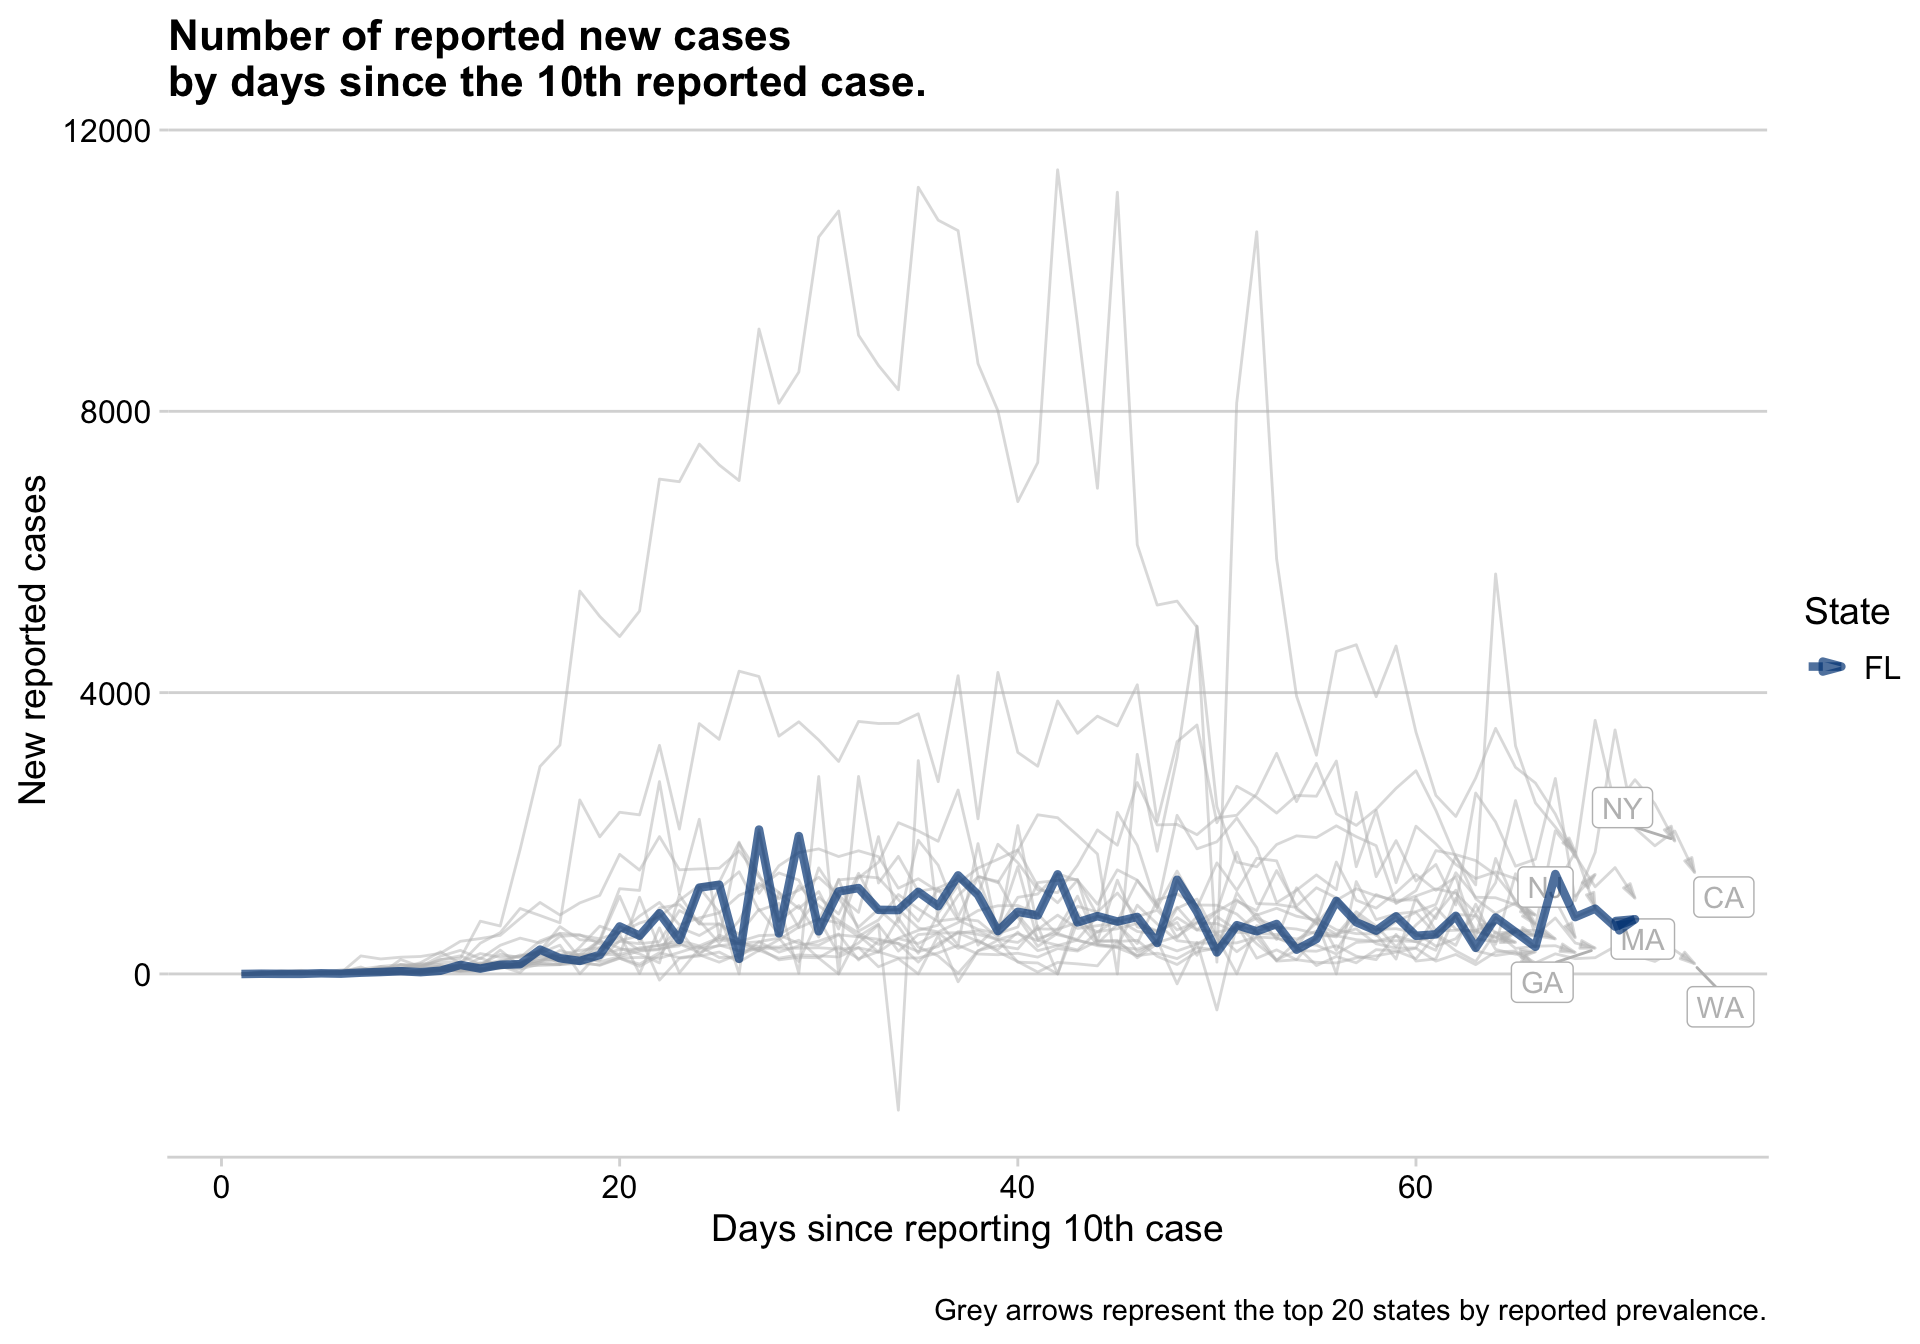 Number of reported new cases
by days since the 10th reported case.
12000
8000
4000
0
New reported cases
NY
CA
MA
GA
WA
0
20
40
60
Days since reporting 10th case
State
FL
Grey arrows represent the top 20 states by reported prevalence.